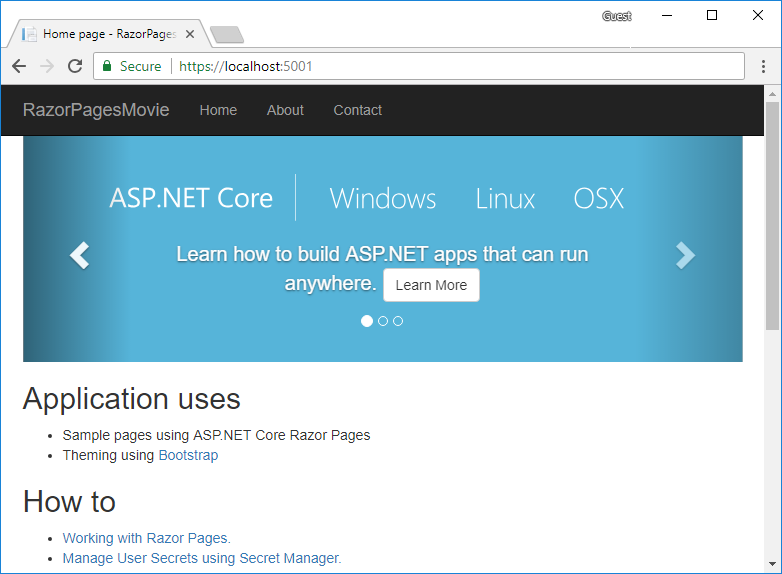 Guest
Home page - RazorPages
Secure | https://localhost:5001
RazorPagesMovie Home About Contact
ASP.NET Core Windows Linux OSX
Learn how to build ASP.NET apps that can run
anywhere. Learn More
Application uses
• Sample pages using ASP.NET Core Razor Pages
• Theming using Bootstrap
How to
• Working with Razor Pages.
• Manage User Secrets using Secret Manager.